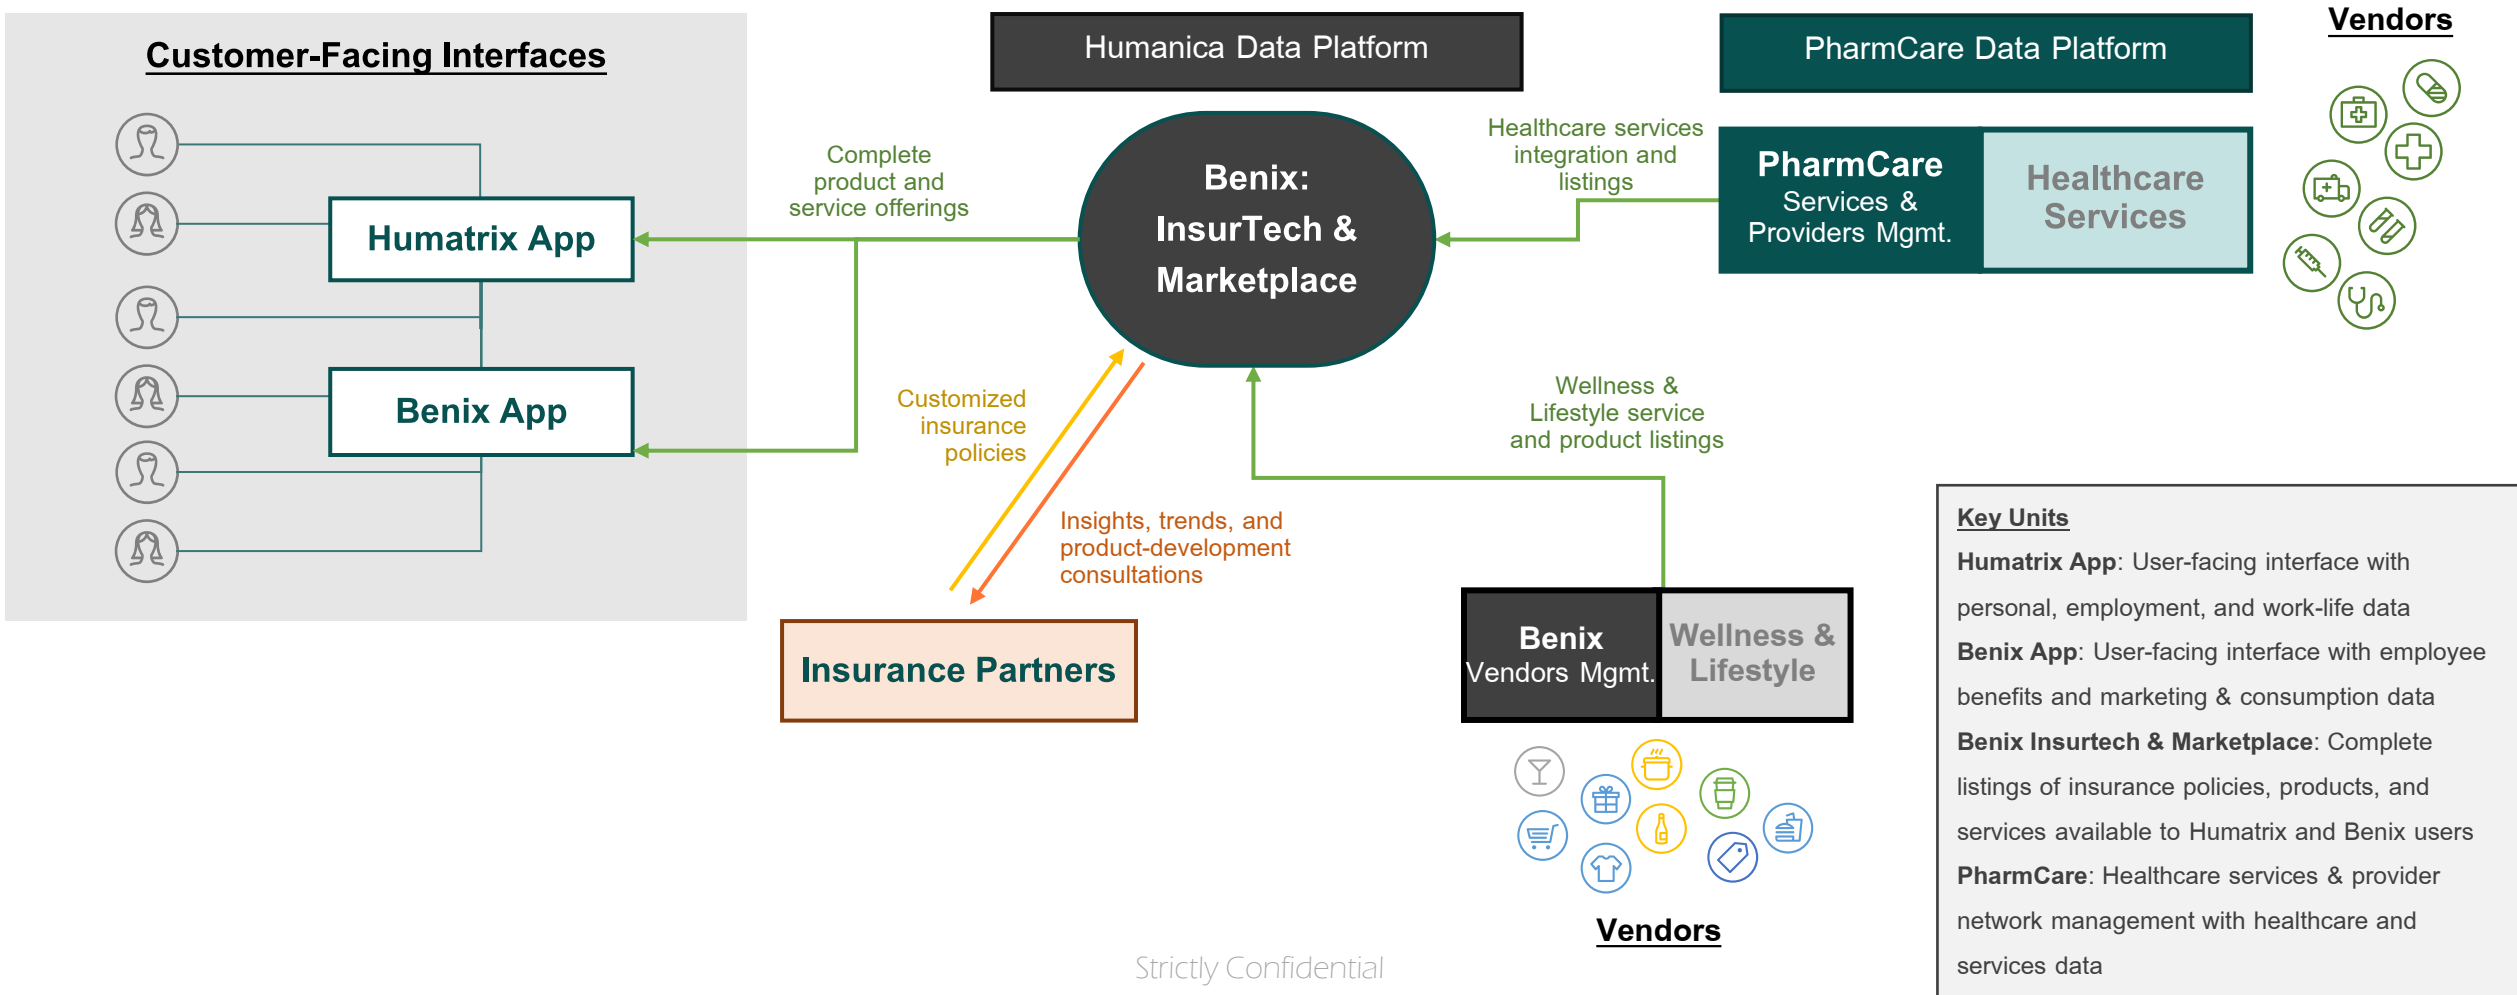 Customer-Facing Interfaces
Humatrix App
Benix App
Complete
product and
service offerings
Humanica Data Platform
Benix:
InsurTech &
Marketplace
Customized
insurance
policies
Insights, trends, and
product-development
consultations
Insurance Partners
Healthcare services
integration and
listings
PharmCare Data Platform
PharmCare
Services &
Providers Mgmt.
Healthcare
Services
Vendors
Wellness &
Lifestyle service
and product listings
Benix
Vendors Mgmt.
Wellness &
Lifestyle
Vendors
Key Units
Humatrix App: User-facing interface with
personal, employment, and work-life data
Benix App: User-facing interface with employee
benefits and marketing & consumption data
Benix Insurtech & Marketplace: Complete
listings of insurance policies, products, and
services available to Humatrix and Benix users
PharmCare: Healthcare services & provider
network management with healthcare and
services data
Strictly Confidential